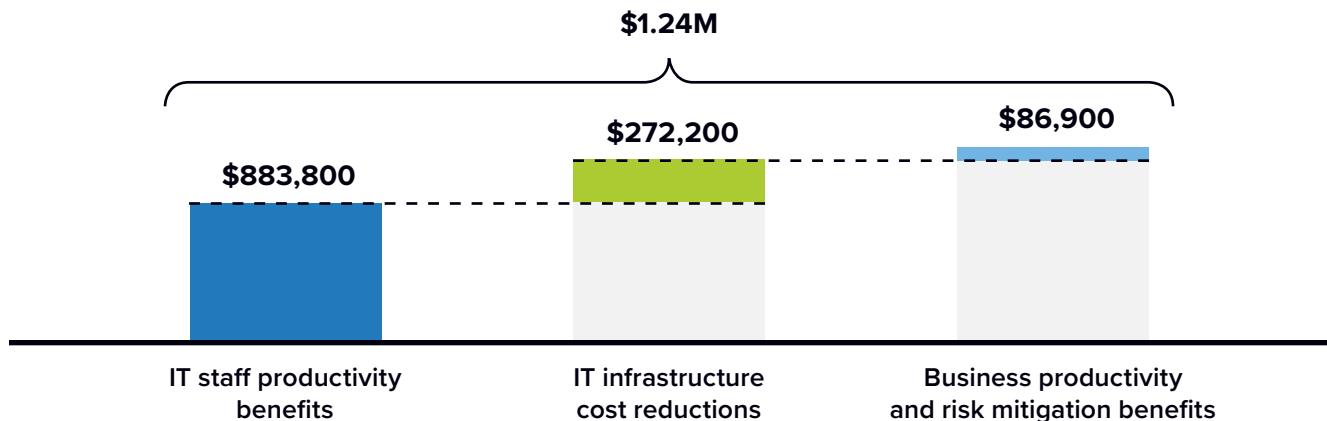 $1.24M
$883,800
$272,200
$86,900
IT staff productivity
benefits
IT infrastructure
cost reductions
Business productivity
and risk mitigation benefits